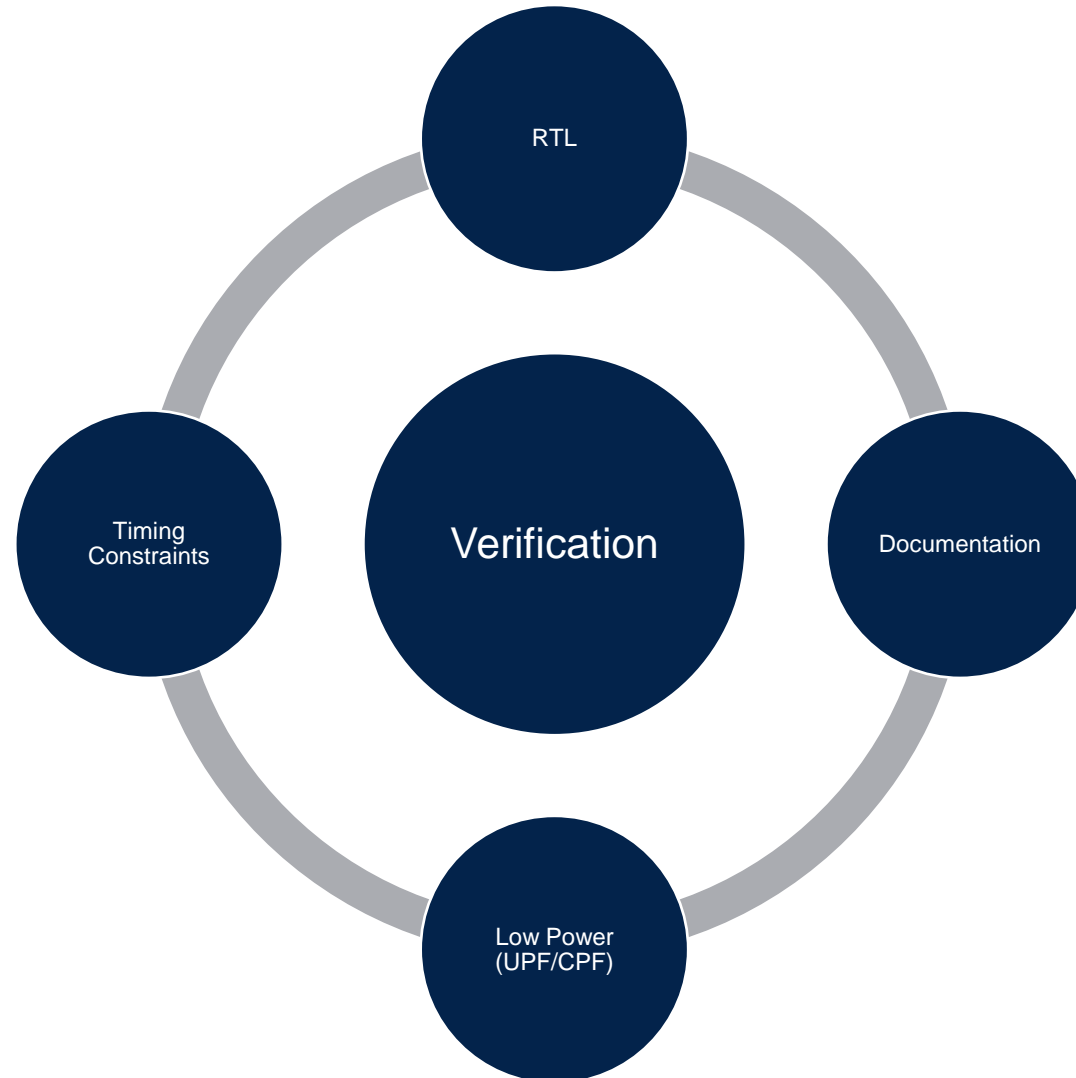 RTL
Timing
Constraints
Verification
Documentation
Low Power
(UPF/CPF)